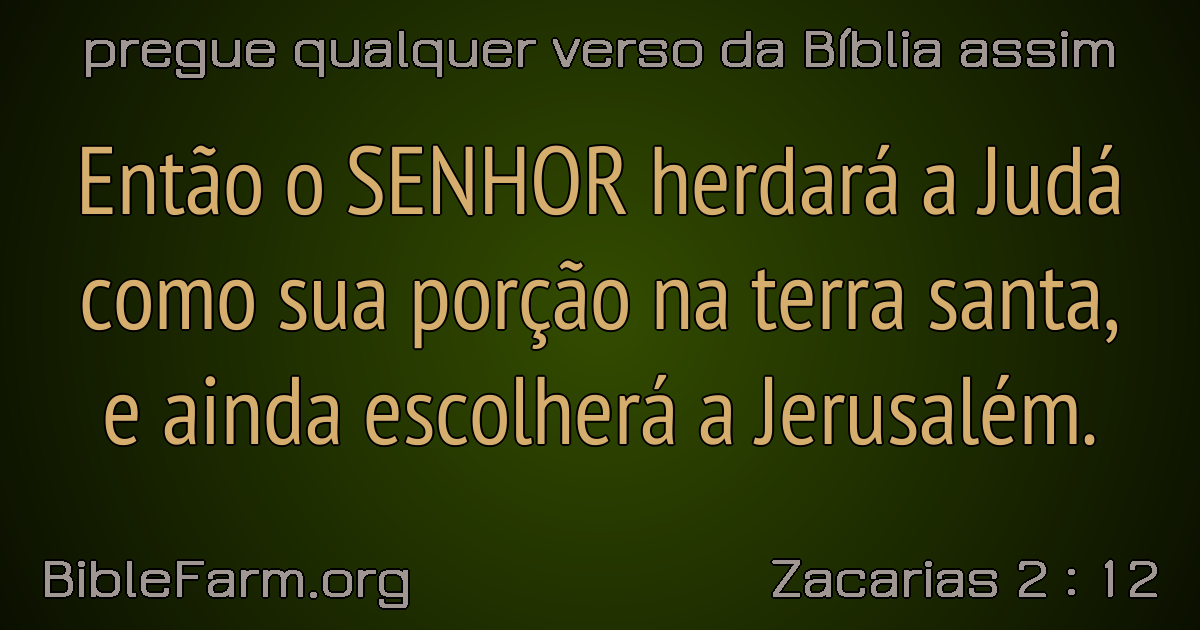 pregue qualquer verso da Bíblia assim
Então o SENHOR herdará a Judá
como sua porção na terra santa,
e ainda escolherá a Jerusalém.
BibleFarm.org
Zacarias 2 : 12